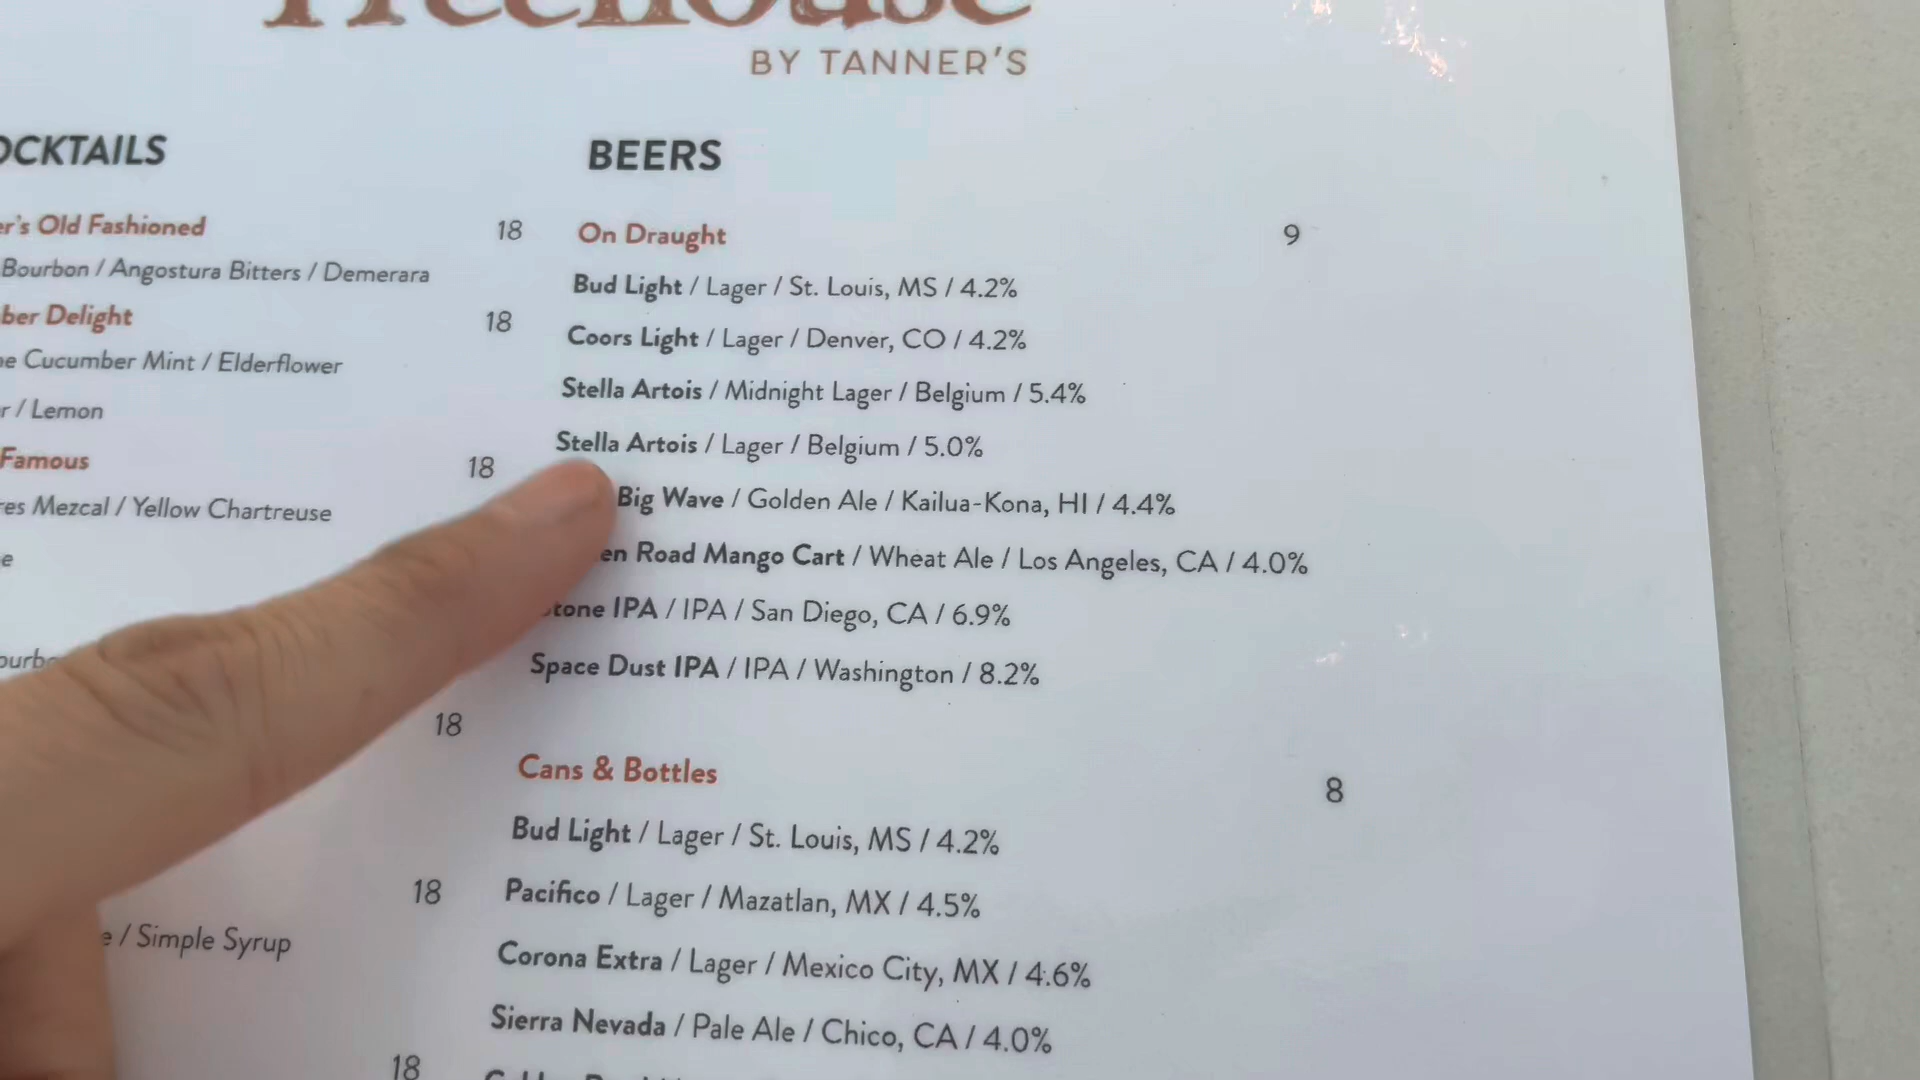 Treehouse
BY TANNER'S
COCKTAILS
Old Fashioned 18
Bourbon / Angostura Bitters / Demerara
Delight 18
Cucumber Mint / Elderflower
/ Lemon
Famous 18
Mezcal / Yellow Chartreuse
18
18
/ Simple Syrup
18
BEERS
On Draught 9
Bud Light / Lager / St. Louis, MS / 4.2%
Coors Light / Lager / Denver, CO / 4.2%
Stella Artois / Midnight Lager / Belgium / 5.4%
Stella Artois / Lager / Belgium / 5.0%
Big Wave / Golden Ale / Kailua-Kona, HI / 4.4%
Road Mango Cart / Wheat Ale / Los Angeles, CA / 4.0%
Stone IPA / IPA / San Diego, CA / 6.9%
Space Dust IPA / IPA / Washington / 8.2%
Cans & Bottles 8
Bud Light / Lager / St. Louis, MS / 4.2%
Pacifico / Lager / Mazatlan, MX / 4.5%
Corona Extra / Lager / Mexico City, MX / 4.6%
Sierra Nevada / Pale Ale / Chico, CA / 4.0%